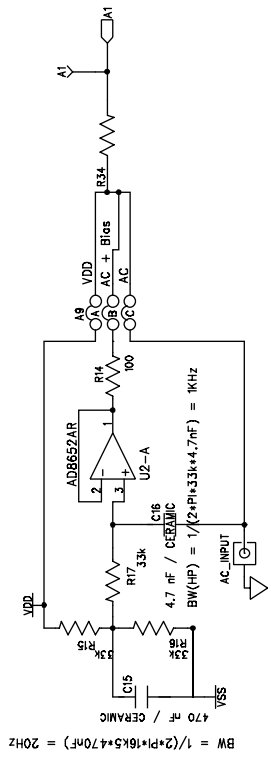 A1
A1
R34
VDD
AC + Bias
AC
A9
A
B
C
R14
100
AD8652AR
2
3
1
U2-A
C16
4.7 nF / CERAMIC
BW(HP) = 1/(2*PI*33k*4.7nF) = 1KHz
R17
33k
AC_INPUT
VDD
R15
33k
R16
33k
C15
470 nF / CERAMIC
VSS
BW = 1/(2*PI*16k5*470nF) = 20Hz